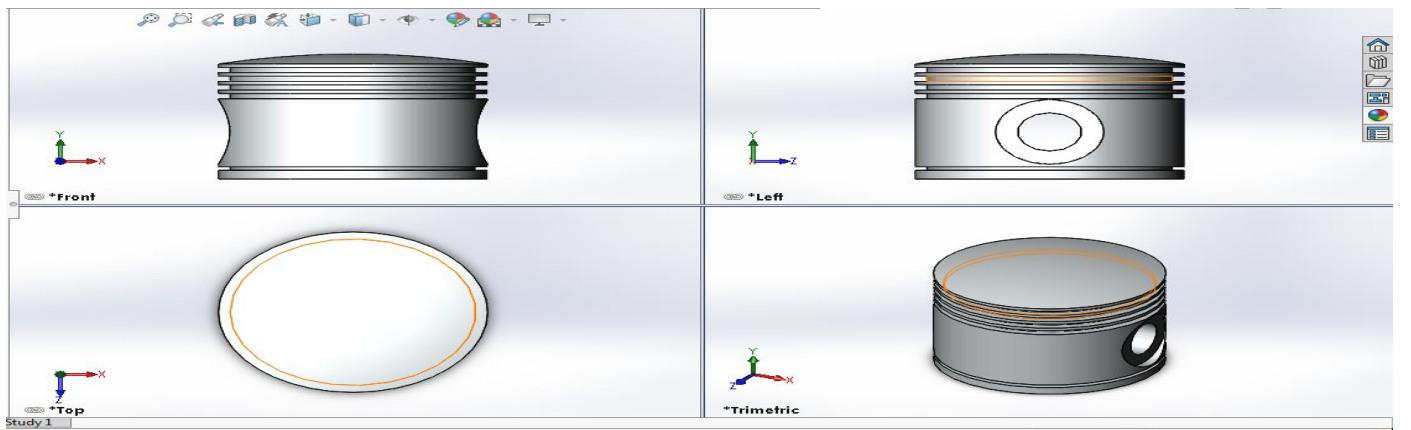 Y
X
*Front
Y
X
Z
*Left
X
Z
*Top
Y
Z
X
*Trimetric
Study 1